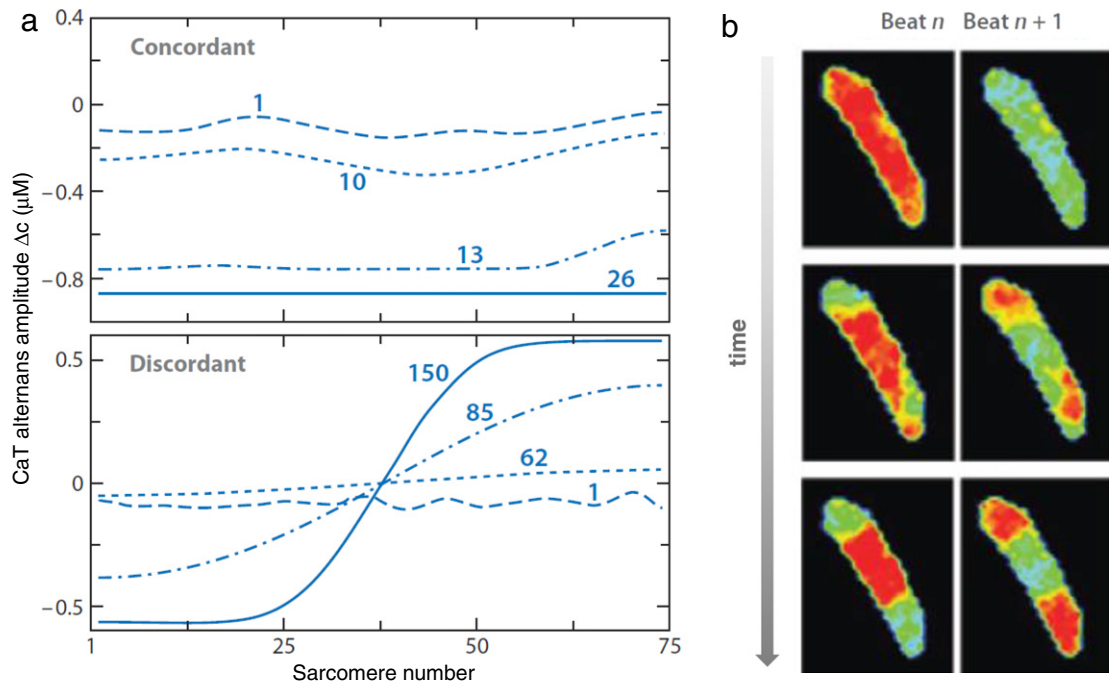 a
CaT alternans amplitude Δc (μM)
0.4
0
−0.4
−0.8
Concordant
1
10
13
26
Discordant
0.5
0
−0.5
150
85
62
1
1
25
50
75
Sarcomere number
b
Beat n Beat n + 1
time